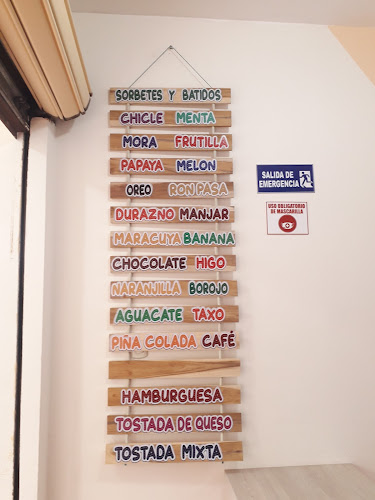 SORBETES Y BATIDOS
CHICLE MENTA
MORA FRUTILLA
PAPAYA MELON
OREO RON PASA
DURAZNO MANJAR
MARACUYA BANANA
CHOCOLATE HIGO
NARANJILLA BOROJO
AGUACATE TAXO
PIÑA COLADA CAFÉ
HAMBURGUESA
TOSTADA DE QUESO
TOSTADA MIXTA
SALIDA DE
EMERGENCIA
USO OBLIGATORIO
DE MASCARILLA